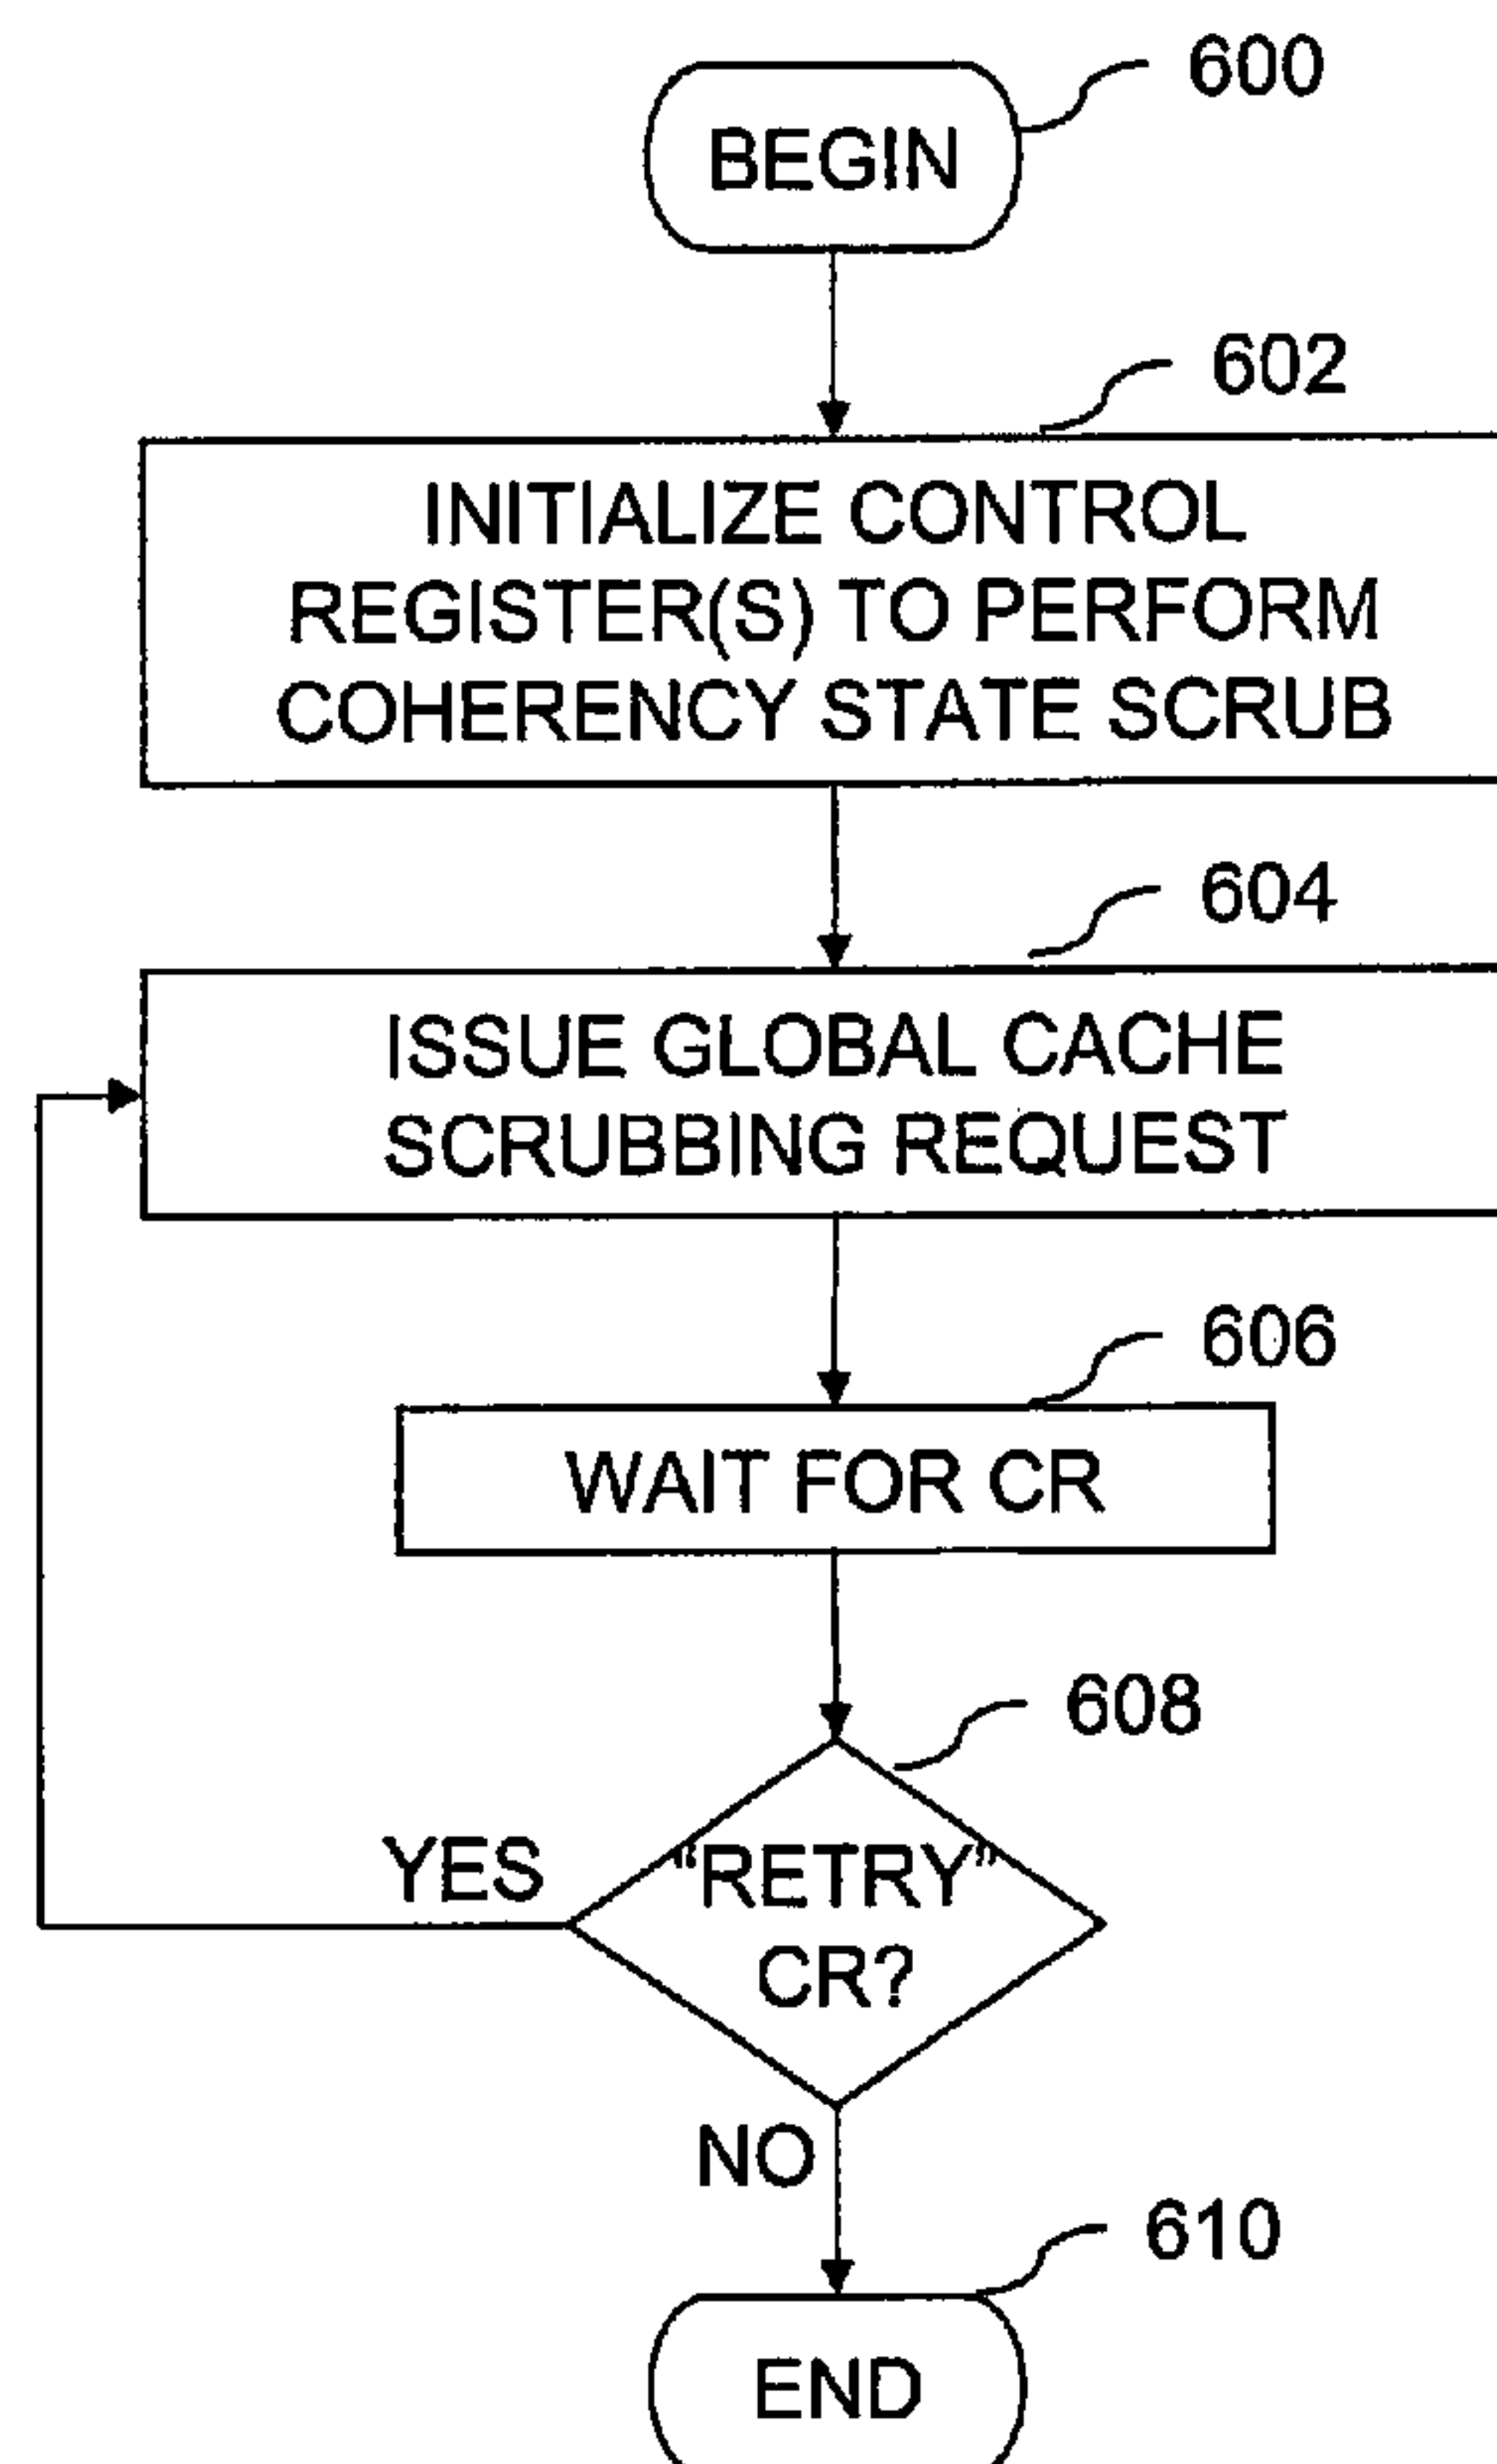 600
BEGIN
602
INITIALIZE CONTROL
REGISTER(S) TO PERFORM
COHERENCY STATE SCRUB
604
ISSUE GLOBAL CACHE
SCRUBBING REQUEST
606
WAIT FOR CR
608
YES
“RETRY”
CR?
NO
610
END